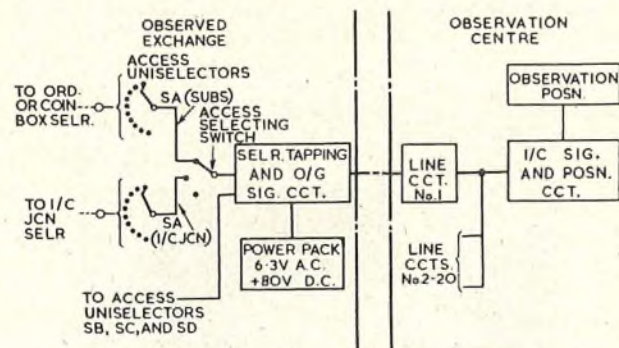 OBSERVED
EXCHANGE
OBSERVATION
CENTRE
ACCESS
UNISELECTORS
TO ORD.
OR COIN
BOX SELR.
SA (SUBS)
ACCESS
SELECTING
SWITCH
OBSERVATION
POSN.
SELR. TAPPING
AND O/G
SIG. CCT.
LINE
CCT.
No.1
I/C SIG.
AND POSN.
CCT.
TO I/C
JCN
SELR
SA
(I/C JCN)
POWER PACK
6·3V A.C.
+80V D.C.
LINE
CCTS.
No 2-20
TO ACCESS
UNISELECTORS
SB, SC, AND SD